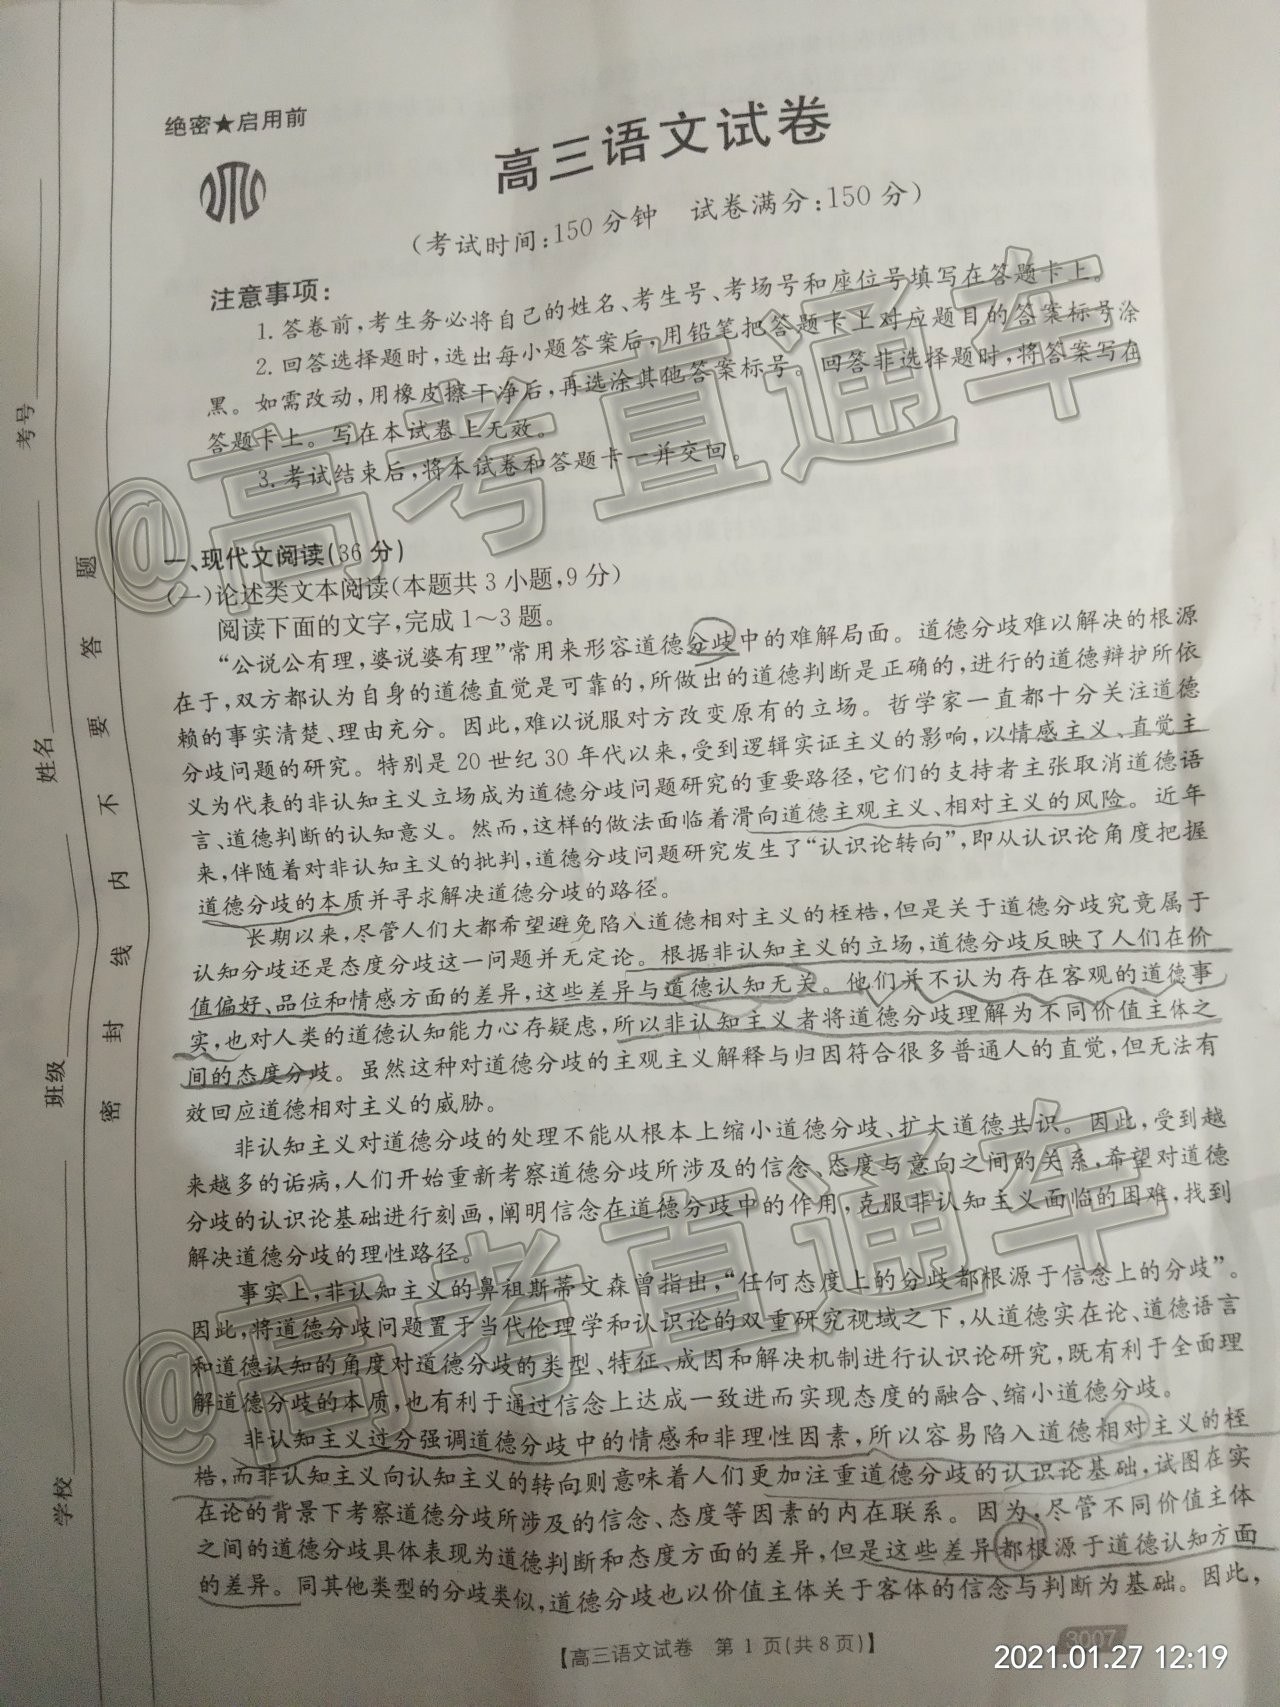 绝密★启用前
高三语文试卷
(考试时间:150分钟 试卷满分:150分)
注意事项:
1.答卷前,考生务必将自己的姓名、考生号、考场号和座位号填写在答题卡上。
2.回答选择题时,选出每小题答案后,用铅笔把答题卡上对应题目的答案标号涂
黑。如需改动,用橡皮擦干净后,再选涂其他答案标号。回答非选择题时,将答案写在
答题卡上。写在本试卷上无效。
3.考试结束后,将本试卷和答题卡一并交回。
一、现代文阅读(36分)
(一)论述类文本阅读(本题共3小题,9分)
阅读下面的文字,完成1～3题。
“公说公有理,婆说婆有理”常用来形容道德分歧中的难解局面。道德分歧难以解决的根源
在于,双方都认为自身的道德直觉是可靠的,所做出的道德判断是正确的,进行的道德辩护所依
赖的事实清楚、理由充分。因此,难以说服对方改变原有的立场。哲学家一直都十分关注道德
分歧问题的研究。特别是20世纪30年代以来,受到逻辑实证主义的影响,以情感主义、直觉主
义为代表的非认知主义立场成为道德分歧问题研究的重要路径,它们的支持者主张取消道德语
言、道德判断的认知意义。然而,这样的做法面临着滑向道德主观主义、相对主义的风险。近年
来,伴随着对非认知主义的批判,道德分歧问题研究发生了“认识论转向”,即从认识论角度把握
道德分歧的本质并寻求解决道德分歧的路径。
长期以来,尽管人们大都希望避免陷入道德相对主义的桎梏,但是关于道德分歧究竟属于
认知分歧还是态度分歧这一问题并无定论。根据非认知主义的立场,道德分歧反映了人们在价
值偏好、品位和情感方面的差异,这些差异与道德认知无关。他们并不认为存在客观的道德事
实,也对人类的道德认知能力心存疑虑,所以非认知主义者将道德分歧理解为不同价值主体之
间的态度分歧。虽然这种对道德分歧的主观主义解释与归因符合很多普通人的直觉,但无法有
效回应道德相对主义的威胁。
非认知主义对道德分歧的处理不能从根本上缩小道德分歧、扩大道德共识。因此,受到越
来越多的诟病,人们开始重新考察道德分歧所涉及的信念、态度与意向之间的关系,希望对道德
分歧的认识论基础进行刻画,阐明信念在道德分歧中的作用,克服非认知主义面临的困难,找到
解决道德分歧的理性路径。
事实上,非认知主义的鼻祖斯蒂文森曾指出,“任何态度上的分歧都根源于信念上的分歧”。
因此,将道德分歧问题置于当代伦理学和认识论的双重研究视域之下,从道德实在论、道德语言
和道德认知的角度对道德分歧的类型、特征、成因和解决机制进行认识论研究,既有利于全面理
解道德分歧的本质,也有利于通过信念上达成一致进而实现态度的融合、缩小道德分歧。
非认知主义过分强调道德分歧中的情感和非理性因素,所以容易陷入道德相对主义的桎
梏,而非认知主义向认知主义的转向则意味着人们更加注重道德分歧的认识论基础,试图在实
在论的背景下考察道德分歧所涉及的信念、态度等因素的内在联系。因为,尽管不同价值主体
之间的道德分歧具体表现为道德判断和态度方面的差异,但是这些差异都根源于道德认知方面
的差异。同其他类型的分歧类似,道德分歧也以价值主体关于客体的信念与判断为基础。因此,
【高三语文试卷 第1页(共8页)】
3007
2021.01.27 12:19
学校
班级
姓名
考号
密封线内不要答题
@高考直通车
@高考直通车